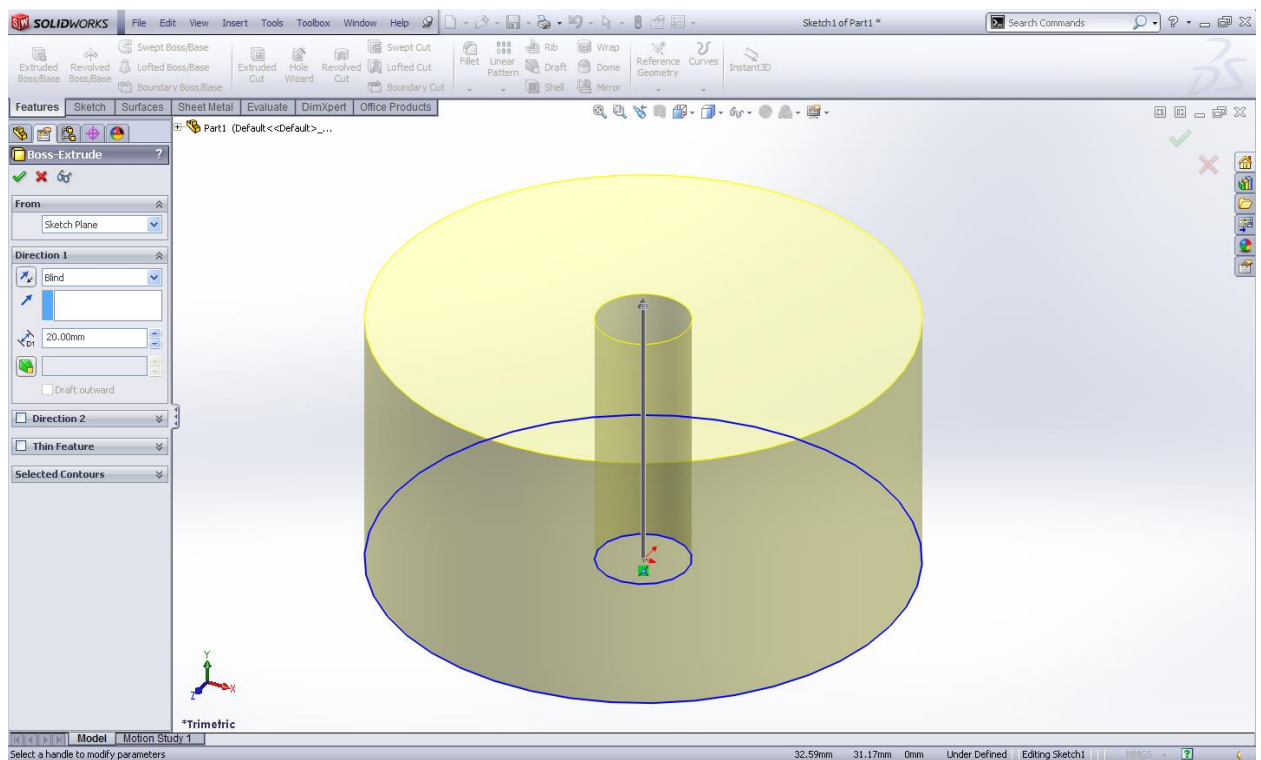 SOLIDWORKS File Edit View Insert Tools Toolbox Window Help Sketch1 of Part1 * Search Commands ?
Extruded Boss/Base Revolved Boss/Base Swept Boss/Base Lofted Boss/Base Boundary Boss/Base Extruded Cut Hole Wizard Revolved Cut Swept Cut Lofted Cut Boundary Cut Fillet Linear Pattern Rib Draft Shell Wrap Dome Mirror Reference Geometry Curves Instant3D
Features Sketch Surfaces Sheet Metal Evaluate DimXpert Office Products
Part1 (Default<<Default>_...
Boss-Extrude ?
From
Sketch Plane
Direction 1
Blind
D1 20.00mm
Draft outward
Direction 2
Thin Feature
Selected Contours
Y
X
Z
*Trimetric
Model Motion Study 1
Select a handle to modify parameters 32.59mm 31.17mm 0mm Under Defined Editing Sketch1 MMGS ?